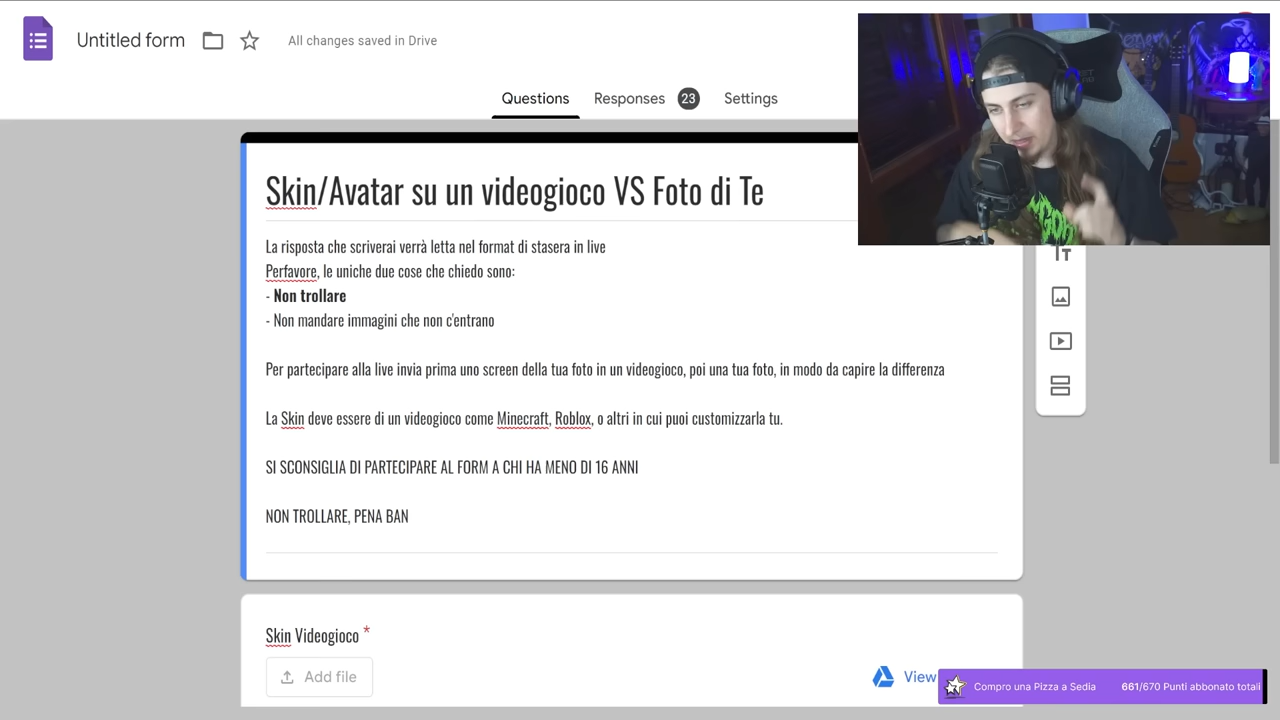 Untitled form
All changes saved in Drive
Questions
Responses 23
Settings
Skin/Avatar su un videogioco VS Foto di Te
La risposta che scriverai verrà letta nel format di stasera in live
Perfavore, le uniche due cose che chiedo sono:
- Non trollare
- Non mandare immagini che non c'entrano
Per partecipare alla live invia prima uno screen della tua foto in un videogioco, poi una tua foto, in modo da capire la differenza
La Skin deve essere di un videogioco come Minecraft, Roblox, o altri in cui puoi customizzarla tu.
SI SCONSIGLIA DI PARTECIPARE AL FORM A CHI HA MENO DI 16 ANNI
NON TROLLARE, PENA BAN
Skin Videogioco *
Add file
View
Compro una Pizza a Sedia
661/670 Punti abbonato totali